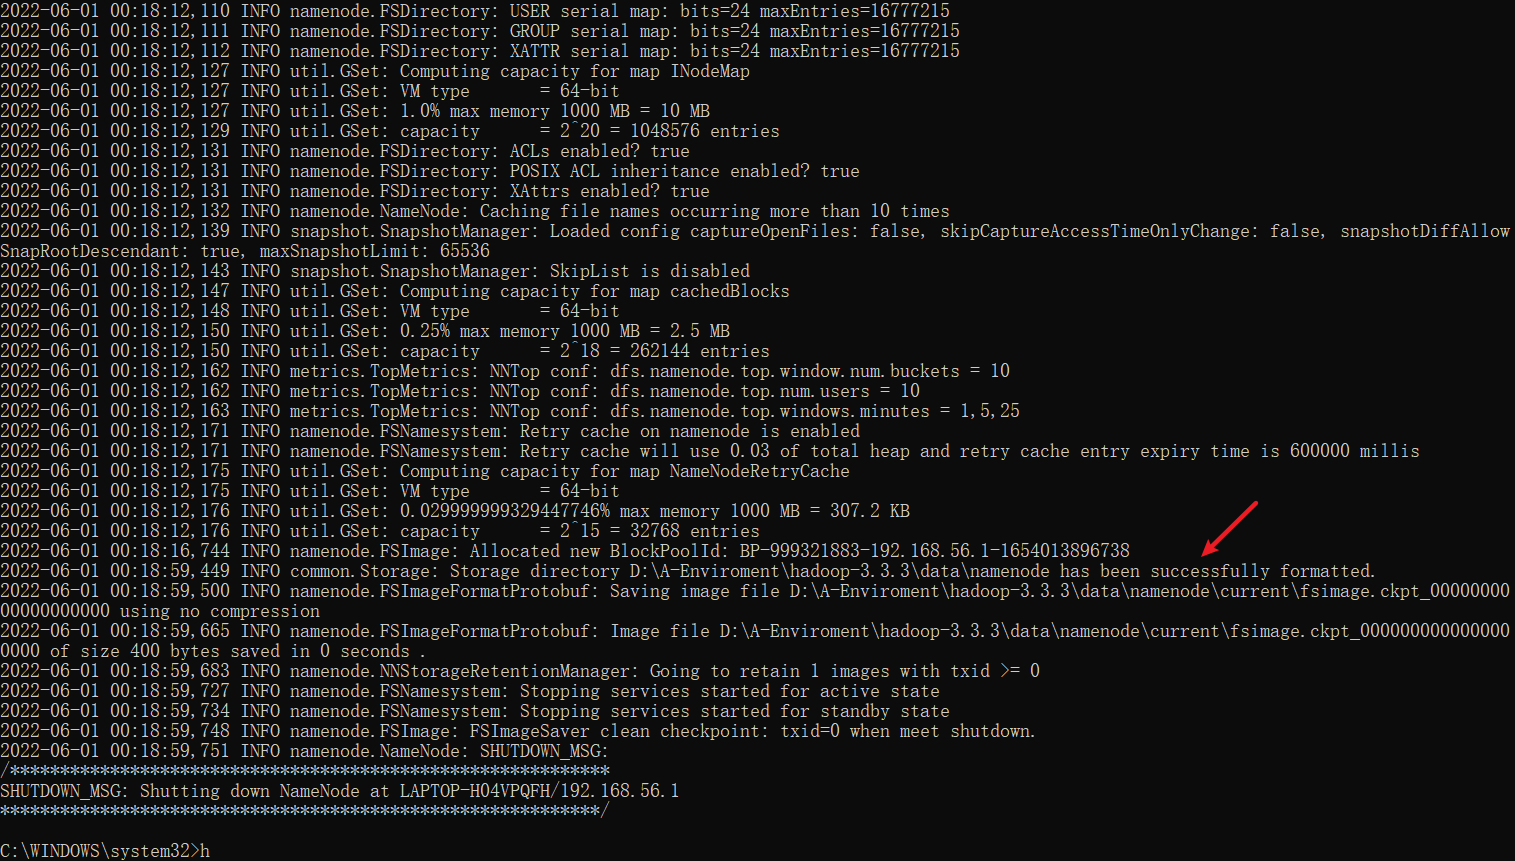 2022-06-01 00:18:12,110 INFO namenode.FSDirectory: USER serial map: bits=24 maxEntries=16777215
2022-06-01 00:18:12,111 INFO namenode.FSDirectory: GROUP serial map: bits=24 maxEntries=16777215
2022-06-01 00:18:12,112 INFO namenode.FSDirectory: XATTR serial map: bits=24 maxEntries=16777215
2022-06-01 00:18:12,127 INFO util.GSet: Computing capacity for map INodeMap
2022-06-01 00:18:12,127 INFO util.GSet: VM type       = 64-bit
2022-06-01 00:18:12,127 INFO util.GSet: 1.0% max memory 1000 MB = 10 MB
2022-06-01 00:18:12,129 INFO util.GSet: capacity      = 2^20 = 1048576 entries
2022-06-01 00:18:12,131 INFO namenode.FSDirectory: ACLs enabled? true
2022-06-01 00:18:12,131 INFO namenode.FSDirectory: POSIX ACL inheritance enabled? true
2022-06-01 00:18:12,131 INFO namenode.FSDirectory: XAttrs enabled? true
2022-06-01 00:18:12,132 INFO namenode.NameNode: Caching file names occurring more than 10 times
2022-06-01 00:18:12,139 INFO snapshot.SnapshotManager: Loaded config captureOpenFiles: false, skipCaptureAccessTimeOnlyChange: false, snapshotDiffAllow
SnapRootDescendant: true, maxSnapshotLimit: 65536
2022-06-01 00:18:12,143 INFO snapshot.SnapshotManager: SkipList is disabled
2022-06-01 00:18:12,147 INFO util.GSet: Computing capacity for map cachedBlocks
2022-06-01 00:18:12,148 INFO util.GSet: VM type       = 64-bit
2022-06-01 00:18:12,150 INFO util.GSet: 0.25% max memory 1000 MB = 2.5 MB
2022-06-01 00:18:12,150 INFO util.GSet: capacity      = 2^18 = 262144 entries
2022-06-01 00:18:12,162 INFO metrics.TopMetrics: NNTop conf: dfs.namenode.top.window.num.buckets = 10
2022-06-01 00:18:12,162 INFO metrics.TopMetrics: NNTop conf: dfs.namenode.top.num.users = 10
2022-06-01 00:18:12,163 INFO metrics.TopMetrics: NNTop conf: dfs.namenode.top.windows.minutes = 1,5,25
2022-06-01 00:18:12,171 INFO namenode.FSNamesystem: Retry cache on namenode is enabled
2022-06-01 00:18:12,171 INFO namenode.FSNamesystem: Retry cache will use 0.03 of total heap and retry cache entry expiry time is 600000 millis
2022-06-01 00:18:12,175 INFO util.GSet: Computing capacity for map NameNodeRetryCache
2022-06-01 00:18:12,175 INFO util.GSet: VM type       = 64-bit
2022-06-01 00:18:12,176 INFO util.GSet: 0.029999999329447746% max memory 1000 MB = 307.2 KB
2022-06-01 00:18:12,176 INFO util.GSet: capacity      = 2^15 = 32768 entries
2022-06-01 00:18:16,744 INFO namenode.FSImage: Allocated new BlockPoolId: BP-999321883-192.168.56.1-1654013896738
2022-06-01 00:18:59,449 INFO common.Storage: Storage directory D:\A-Enviroment\hadoop-3.3.3\data\namenode has been successfully formatted.
2022-06-01 00:18:59,500 INFO namenode.FSImageFormatProtobuf: Saving image file D:\A-Enviroment\hadoop-3.3.3\data\namenode\current\fsimage.ckpt_00000000
00000000000 using no compression
2022-06-01 00:18:59,665 INFO namenode.FSImageFormatProtobuf: Image file D:\A-Enviroment\hadoop-3.3.3\data\namenode\current\fsimage.ckpt_000000000000000
0000 of size 400 bytes saved in 0 seconds .
2022-06-01 00:18:59,683 INFO namenode.NNStorageRetentionManager: Going to retain 1 images with txid >= 0
2022-06-01 00:18:59,727 INFO namenode.FSNamesystem: Stopping services started for active state
2022-06-01 00:18:59,734 INFO namenode.FSNamesystem: Stopping services started for standby state
2022-06-01 00:18:59,748 INFO namenode.FSImage: FSImageSaver clean checkpoint: txid=0 when meet shutdown.
2022-06-01 00:18:59,751 INFO namenode.NameNode: SHUTDOWN_MSG:
/************************************************************
SHUTDOWN_MSG: Shutting down NameNode at LAPTOP-H04VPQFH/192.168.56.1
************************************************************/
C:\WINDOWS\system32>h